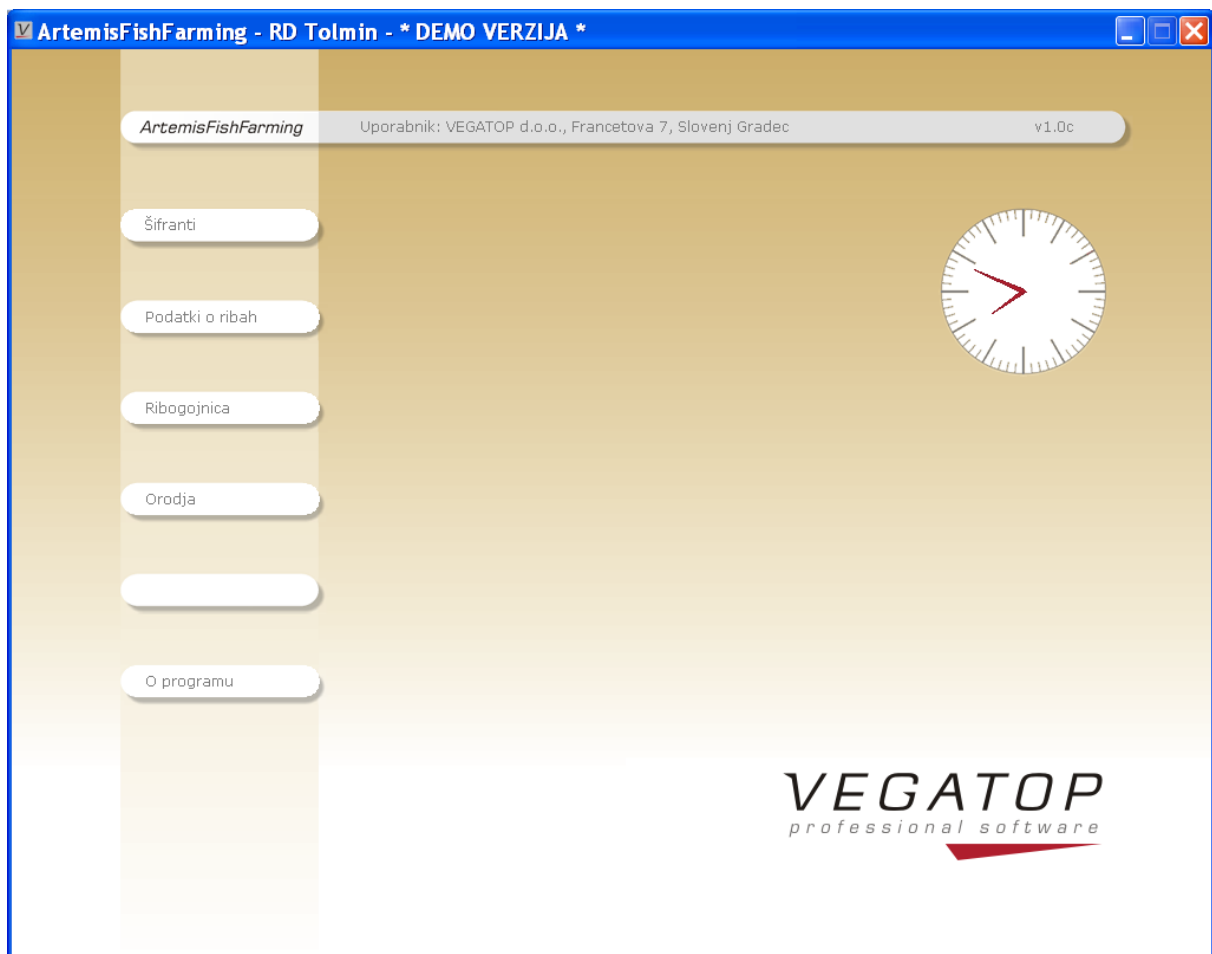 ArtemisFishFarming - RD Tolmin - * DEMO VERZIJA *
ArtemisFishFarming Uporabnik: VEGATOP d.o.o., Francetova 7, Slovenj Gradec v1.0c
Šifranti
Podatki o ribah
Ribogojnica
Orodja
O programu
VEGATOP
professional software